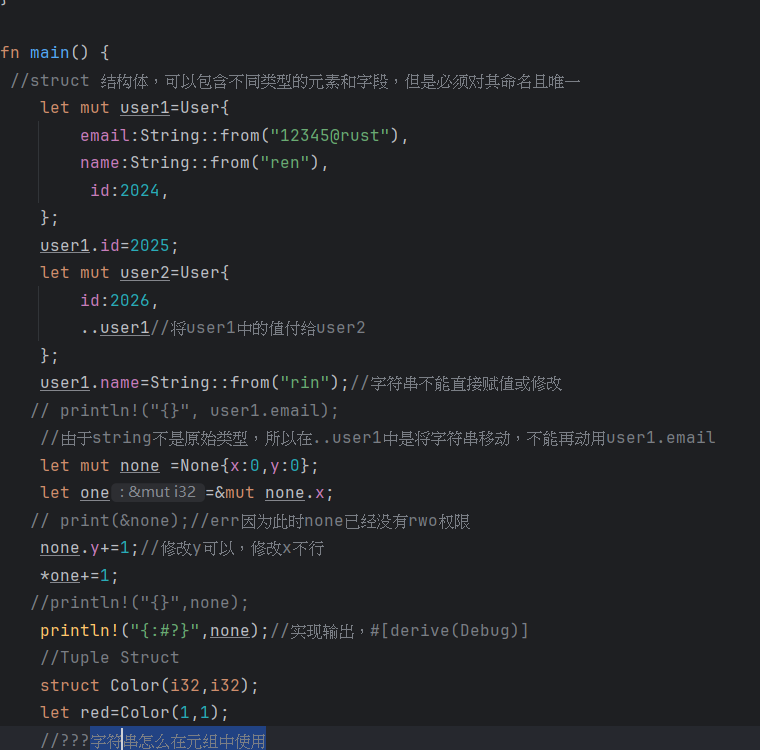 }
fn main() {
//struct 结构体，可以包含不同类型的元素和字段，但是必须对其命名且唯一
let mut user1=User{
email:String::from("12345@rust"),
name:String::from("ren"),
id:2024,
};
user1.id=2025;
let mut user2=User{
id:2026,
..user1//将user1中的值付给user2
};
user1.name=String::from("rin");//字符串不能直接赋值或修改
// println!("{}", user1.email);
//由于string不是原始类型，所以在..user1中是将字符串移动，不能再动用user1.email
let mut none =None{x:0,y:0};
let one : &mut i32 =&mut none.x;
// print(&none);//err因为此时none已经没有rwo权限
none.y+=1;//修改y可以，修改x不行
*one+=1;
//println!("{}",none);
println!("{:#?}",none);//实现输出，#[derive(Debug)]
//Tuple Struct
struct Color(i32,i32);
let red=Color(1,1);
//???字符串怎么在元组中使用